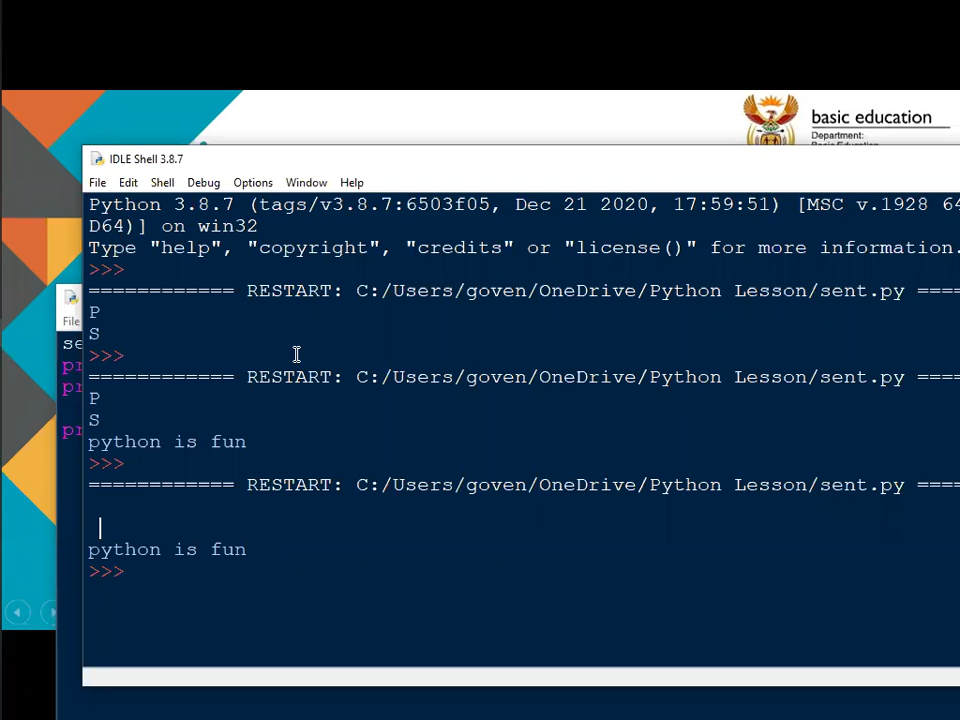 basic education
Department:
IDLE Shell 3.8.7
File Edit Shell Debug Options Window Help
Python 3.8.7 (tags/v3.8.7:6503f05, Dec 21 2020, 17:59:51) [MSC v.1928 64
D64)] on win32
Type "help", "copyright", "credits" or "license()" for more information.
>>>
============ RESTART: C:/Users/goven/OneDrive/Python Lesson/sent.py ====
P
S
>>>
============ RESTART: C:/Users/goven/OneDrive/Python Lesson/sent.py ====
P
S
python is fun
>>>
============ RESTART: C:/Users/goven/OneDrive/Python Lesson/sent.py ====
python is fun
>>>
File
se
pr
pr
pr